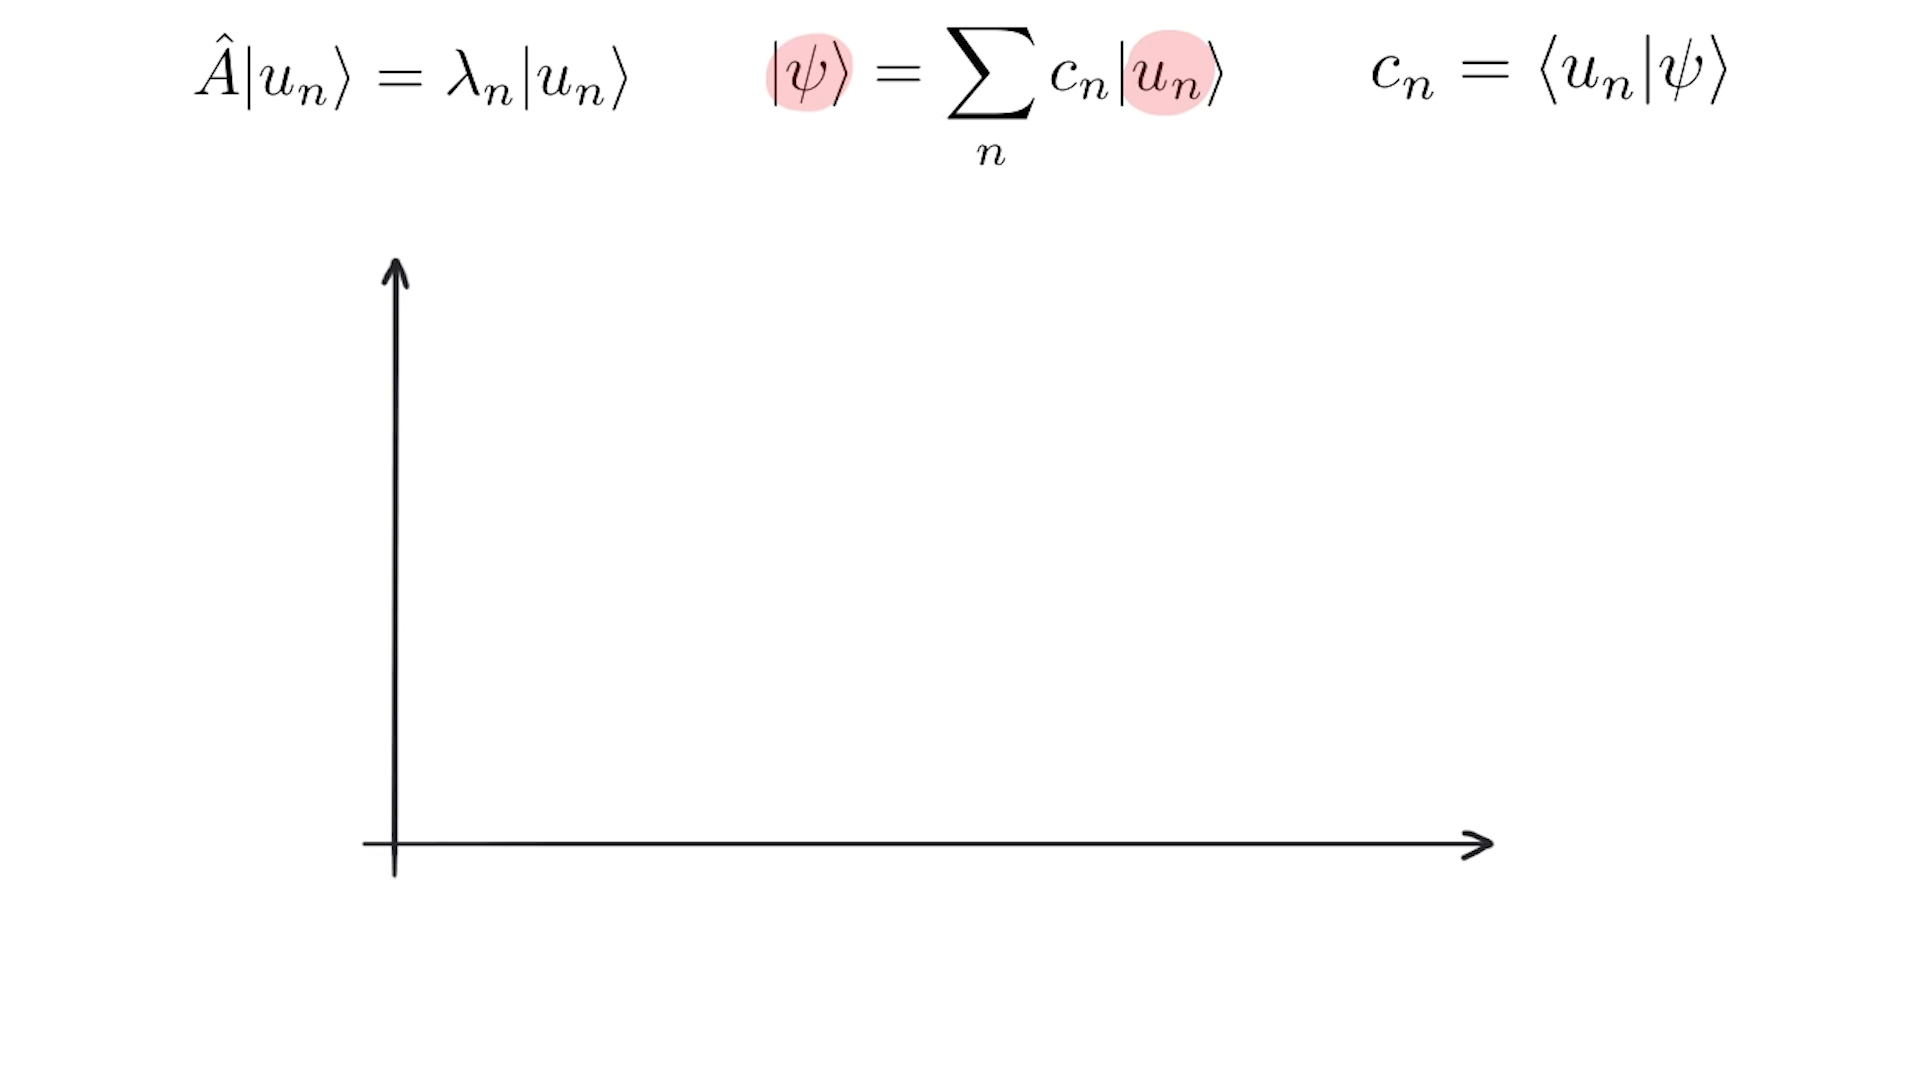 Â|uₙ⟩ = λₙ|uₙ⟩ |ψ⟩ = ∑ₙ cₙ|uₙ⟩ cₙ = ⟨uₙ|ψ⟩